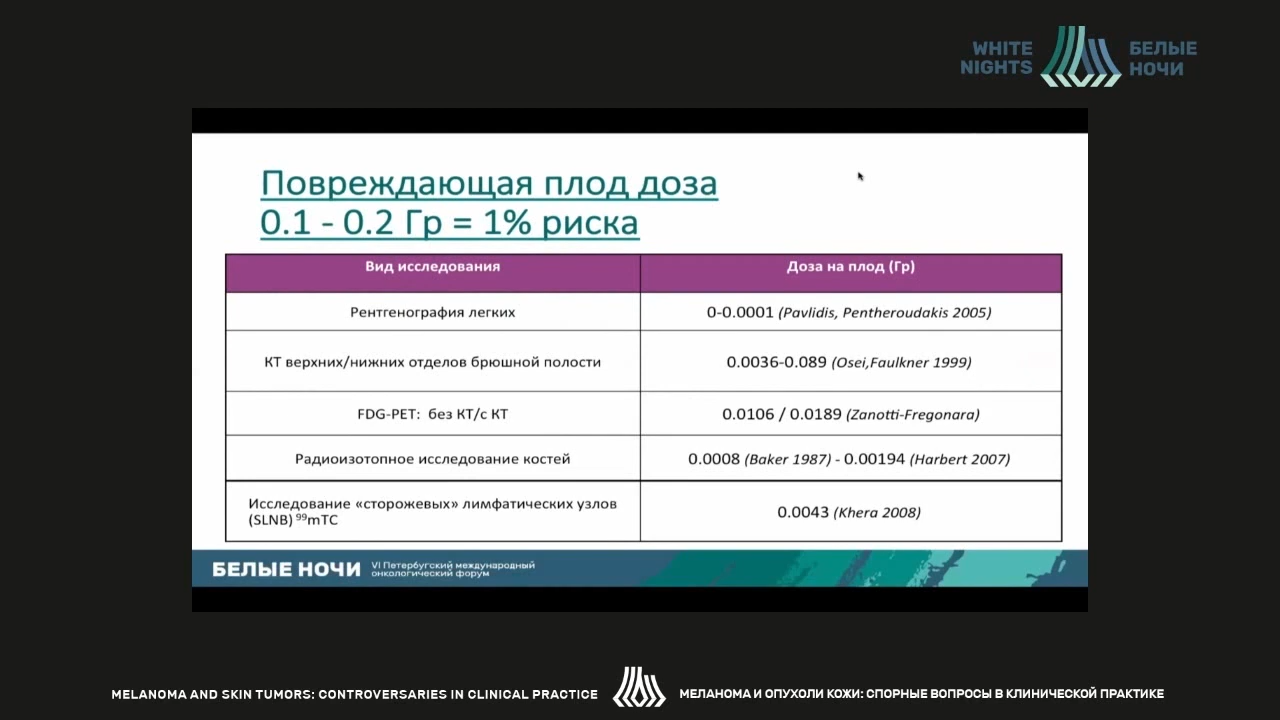 WHITE
NIGHTS
БЕЛЫЕ
НОЧИ
Повреждающая плод доза
0.1 - 0.2 Гр = 1% риска
Вид исследования
Доза на плод (Гр)
Рентгенография легких
0-0.0001 (Pavlidis, Pentheroudakis 2005)
КТ верхних/нижних отделов брюшной полости
0.0036-0.089 (Osei,Faulkner 1999)
FDG-PET: без КТ/с КТ
0.0106 / 0.0189 (Zanotti-Fregonara)
Радиоизотопное исследование костей
0.0008 (Baker 1987) - 0.00194 (Harbert 2007)
Исследование «сторожевых» лимфатических узлов
(SLNB) ⁹⁹mTC
0.0043 (Khera 2008)
БЕЛЫЕ НОЧИ
VI Петербугский международный
онкологический форум
MELANOMA AND SKIN TUMORS: CONTROVERSARIES IN CLINICAL PRACTICE
МЕЛАНОМА И ОПУХОЛИ КОЖИ: СПОРНЫЕ ВОПРОСЫ В КЛИНИЧЕСКОЙ ПРАКТИКЕ